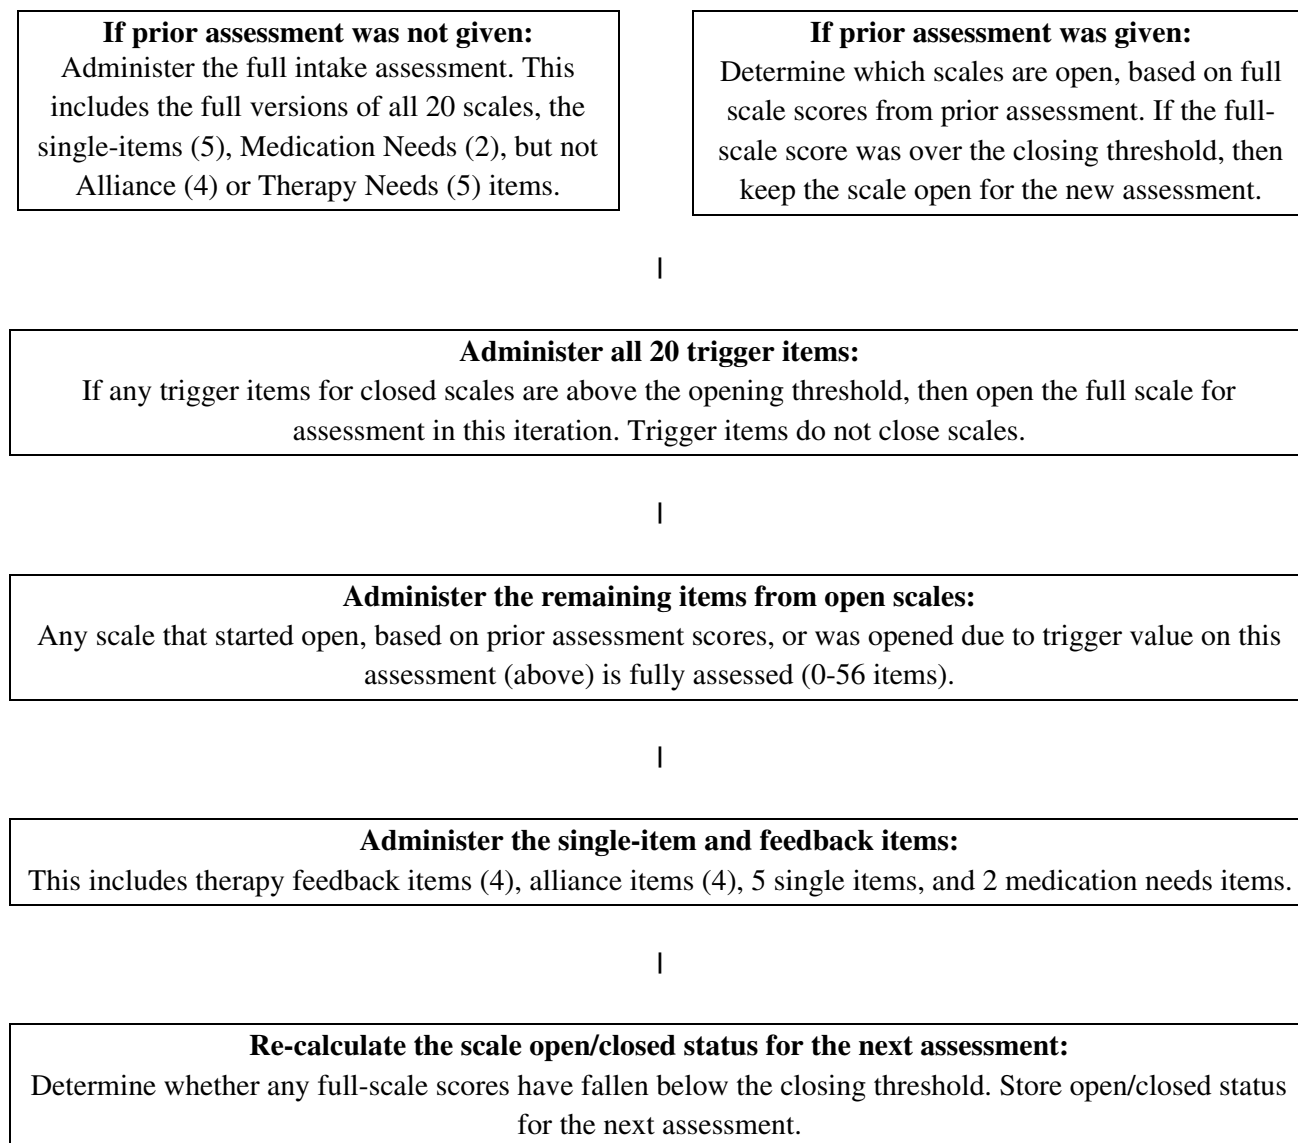 If prior assessment was not given:
Administer the full intake assessment. This
includes the full versions of all 20 scales, the
single-items (5), Medication Needs (2), but not
Alliance (4) or Therapy Needs (5) items.
If prior assessment was given:
Determine which scales are open, based on full
scale scores from prior assessment. If the full-
scale score was over the closing threshold, then
keep the scale open for the new assessment.
Administer all 20 trigger items:
If any trigger items for closed scales are above the opening threshold, then open the full scale for
assessment in this iteration. Trigger items do not close scales.
Administer the remaining items from open scales:
Any scale that started open, based on prior assessment scores, or was opened due to trigger value on this
assessment (above) is fully assessed (0-56 items).
Administer the single-item and feedback items:
This includes therapy feedback items (4), alliance items (4), 5 single items, and 2 medication needs items.
Re-calculate the scale open/closed status for the next assessment:
Determine whether any full-scale scores have fallen below the closing threshold. Store open/closed status
for the next assessment.